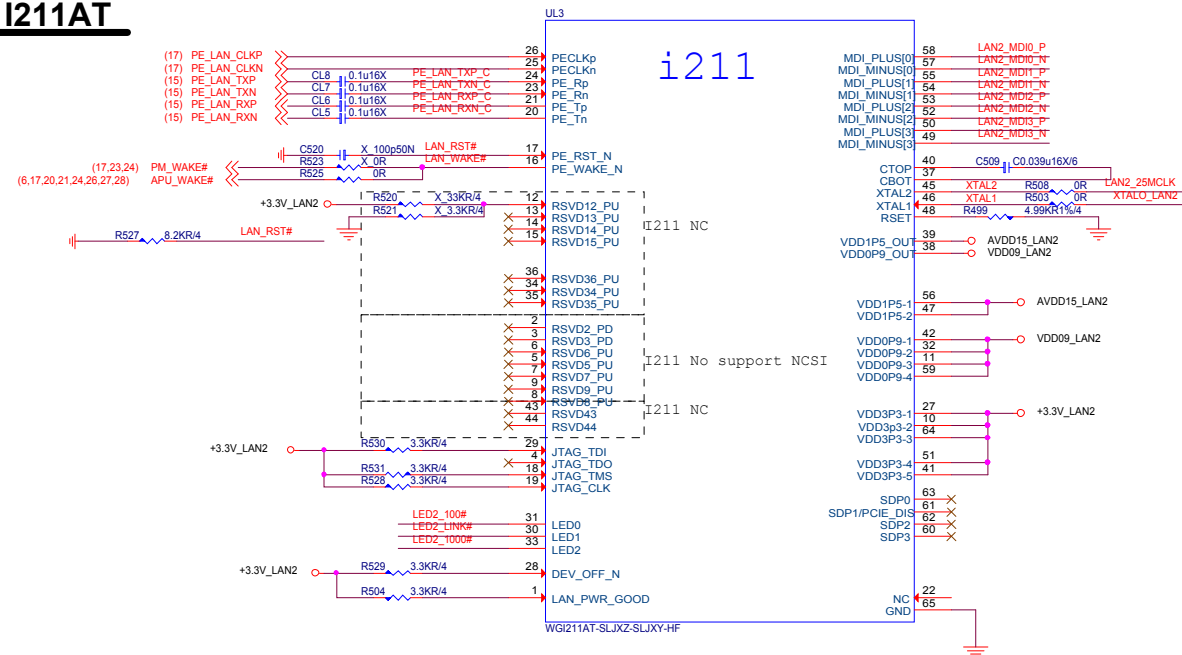 I211AT
UL3
i211
(17) PE_LAN_CLKP 26 PECLKp
(17) PE_LAN_CLKN 25 PECLKn
(15) PE_LAN_TXP CL8 0.1u16X PE_LAN_TXP_C 24 PE_Rp
(15) PE_LAN_TXN CL7 0.1u16X PE_LAN_TXN_C 23 PE_Rn
(15) PE_LAN_RXP CL6 0.1u16X PE_LAN_RXP_C 21 PE_Tp
(15) PE_LAN_RXN CL5 0.1u16X PE_LAN_RXN_C 20 PE_Tn
C520 X_100p50N LAN_RST# 17 PE_RST_N
(17,23,24) PM_WAKE# R523 X_0R LAN_WAKE# 16 PE_WAKE_N
(6,17,20,21,24,26,27,28) APU_WAKE# R525 0R
+3.3V_LAN2 R520 X_33KR/4 12 RSVD12_PU
R521 X_3.3KR/4 13 RSVD13_PU
14 RSVD14_PU
15 RSVD15_PU
I211 NC
R527 8.2KR/4 LAN_RST#
36 RSVD36_PU
34 RSVD34_PU
35 RSVD35_PU
2 RSVD2_PD
3 RSVD3_PD
6 RSVD6_PU
5 RSVD5_PU
7 RSVD7_PU
9 RSVD9_PU
8 RSVD8_PU
I211 No support NCSI
43 RSVD43
44 RSVD44
I211 NC
+3.3V_LAN2 R530 3.3KR/4 29 JTAG_TDI
4 JTAG_TDO
R531 3.3KR/4 18 JTAG_TMS
R528 3.3KR/4 19 JTAG_CLK
LED2_100# 31 LED0
LED2_LINK# 30 LED1
LED2_1000# 33 LED2
+3.3V_LAN2 R529 3.3KR/4 28 DEV_OFF_N
R504 3.3KR/4 1 LAN_PWR_GOOD
WGI211AT-SLJXZ-SLJXY-HF
MDI_PLUS[0] 58 LAN2_MDI0_P
MDI_MINUS[0] 57 LAN2_MDI0_N
MDI_PLUS[1] 55 LAN2_MDI1_P
MDI_MINUS[1] 54 LAN2_MDI1_N
MDI_PLUS[2] 53 LAN2_MDI2_P
MDI_MINUS[2] 52 LAN2_MDI2_N
MDI_PLUS[3] 50 LAN2_MDI3_P
MDI_MINUS[3] 49 LAN2_MDI3_N
CTOP 40 C509 C0.039u16X/6
CBOT 37
XTAL2 45 XTAL2 R508 0R LAN2_25MCLK
XTAL1 46 XTAL1 R503 0R XTALO_LAN2
RSET 48 R499 4.99KR1%/4
VDD1P5_OUT 39 AVDD15_LAN2
VDD0P9_OUT 38 VDD09_LAN2
VDD1P5-1 56 AVDD15_LAN2
VDD1P5-2 47
VDD0P9-1 42 VDD09_LAN2
VDD0P9-2 32
VDD0P9-3 11
VDD0P9-4 59
VDD3P3-1 27 +3.3V_LAN2
VDD3p3-2 10
VDD3P3-3 64
VDD3P3-4 51
VDD3P3-5 41
SDP0 63
SDP1/PCIE_DIS 61
SDP2 62
SDP3 60
NC 22
GND 65